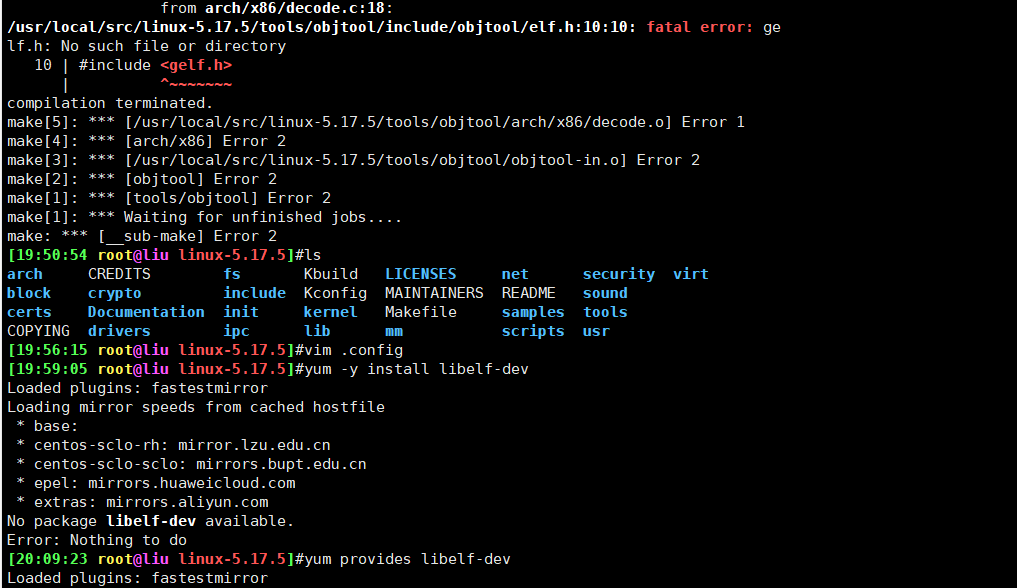 from arch/x86/decode.c:18:
/usr/local/src/linux-5.17.5/tools/objtool/include/objtool/elf.h:10:10: fatal error: ge
lf.h: No such file or directory
   10 | #include <gelf.h>
      |          ^~~~~~~~
compilation terminated.
make[5]: *** [/usr/local/src/linux-5.17.5/tools/objtool/arch/x86/decode.o] Error 1
make[4]: *** [arch/x86] Error 2
make[3]: *** [/usr/local/src/linux-5.17.5/tools/objtool/objtool-in.o] Error 2
make[2]: *** [objtool] Error 2
make[1]: *** [tools/objtool] Error 2
make[1]: *** Waiting for unfinished jobs....
make: *** [__sub-make] Error 2
[19:50:54 root@liu linux-5.17.5]#ls
arch     CREDITS        fs       Kbuild   LICENSES     net      security  virt
block    crypto         include  Kconfig  MAINTAINERS  README   sound
certs    Documentation  init     kernel   Makefile     samples  tools
COPYING  drivers        ipc      lib      mm           scripts  usr
[19:56:15 root@liu linux-5.17.5]#vim .config
[19:59:05 root@liu linux-5.17.5]#yum -y install libelf-dev
Loaded plugins: fastestmirror
Loading mirror speeds from cached hostfile
 * base:
 * centos-sclo-rh: mirror.lzu.edu.cn
 * centos-sclo-sclo: mirrors.bupt.edu.cn
 * epel: mirrors.huaweicloud.com
 * extras: mirrors.aliyun.com
No package libelf-dev available.
Error: Nothing to do
[20:09:23 root@liu linux-5.17.5]#yum provides libelf-dev
Loaded plugins: fastestmirror